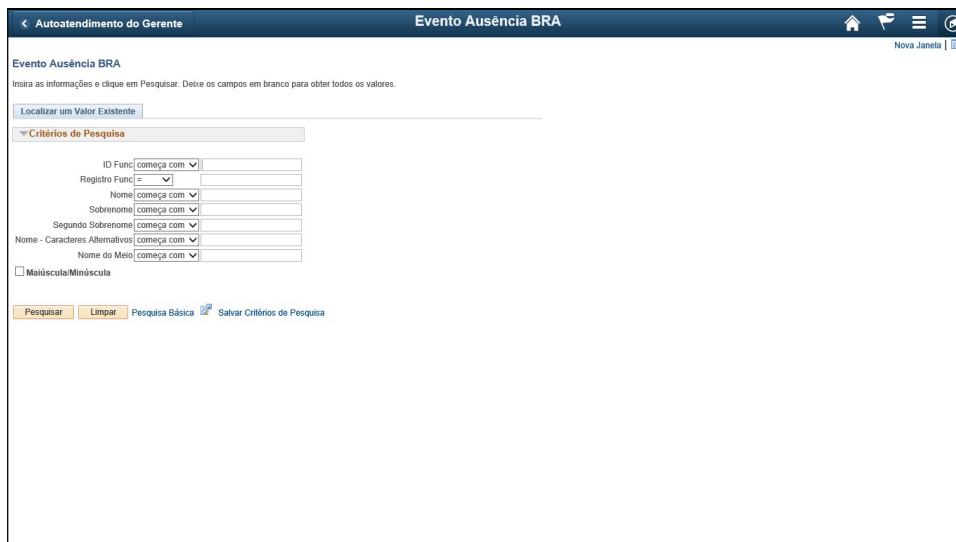 Autoatendimento do Gerente
Evento Ausência BRA
Nova Janela |
Evento Ausência BRA
Insira as informações e clique em Pesquisar. Deixe os campos em branco para obter todos os valores.
Localizar um Valor Existente
Critérios de Pesquisa
ID Func começa com
Registro Func =
Nome começa com
Sobrenome começa com
Segundo Sobrenome começa com
Nome - Caracteres Alternativos começa com
Nome do Meio começa com
Maiúscula/Minúscula
Pesquisar Limpar Pesquisa Básica Salvar Critérios de Pesquisa